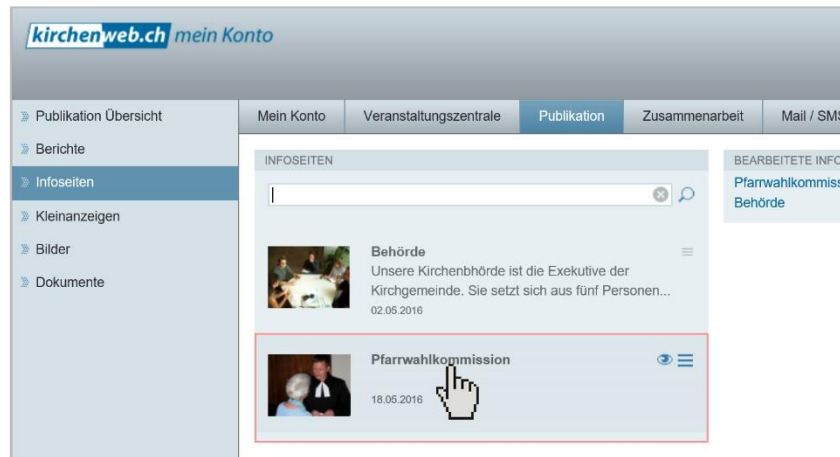 kirchenweb.ch mein Konto
Publikation Übersicht
Berichte
Infoseiten
Kleinanzeigen
Bilder
Dokumente
Mein Konto Veranstaltungszentrale Publikation Zusammenarbeit Mail / SMS
INFOSEITEN
Behörde
Unsere Kirchenbhörde ist die Exekutive der
Kirchgemeinde. Sie setzt sich aus fünf Personen...
02.05.2016
Pfarrwahlkommission
18.05.2016
BEARBEITETE INFO
Pfarrwahlkommiss
Behörde